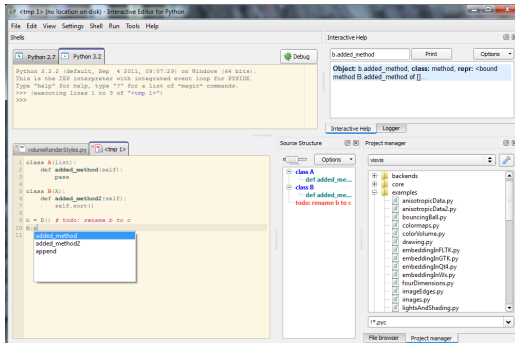 <tmp 1> (no location on disk) - Interactive Editor for Python
File Edit View Settings Shell Run Tools Help
Shells
Python 2.7 Python 3.2 Debug
Python 3.2.2 (default, Sep 4 2011, 09:07:29) on Windows (64 bits).
This is the IEP interpreter with integrated event loop for PYSIDE.
Type "help" for help, type "?" for a list of *magic* commands.
>>> (executing lines 1 to 9 of "<tmp 1>")
>>>
Interactive Help
b.added_method Print Options
Object: b.added_method, class: method, repr: <bound
method B.added_method of []...
Interactive Help Logger
volumeRenderStyles.py <tmp 1>
1 class A(list):
2 def added_method(self):
3 pass
4
5 class B(A):
6 def added_method2(self):
7 self.sort()
8
9 b = B() # todo: rename b to c
10 b.a
11
added_method
added_method2
append
Source Structure
Options
class A
def added_me...
class B
def added_me...
todo: rename b to c
Project manager
visvis
backends
core
examples
anisotropicData.py
anisotropicData2.py
bouncingBall.py
colormaps.py
colorVolume.py
drawing.py
embeddingInFLTK.py
embeddingInGTK.py
embeddingInQt4.py
embeddingInWx.py
fourDimensions.py
imageEdges.py
images.py
lightsAndShading.py
!*.pyc
File browser Project manager